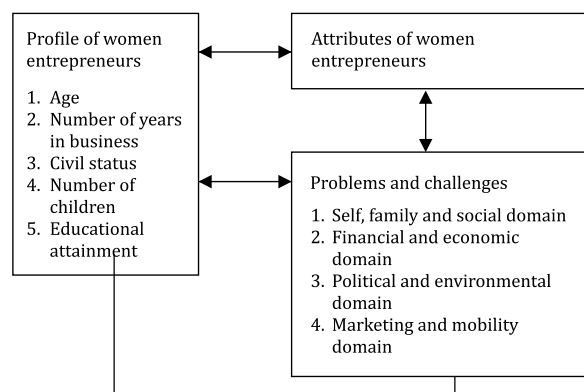 Profile of women
entrepreneurs
1. Age
2. Number of years
in business
3. Civil status
4. Number of
children
5. Educational
attainment
Attributes of women
entrepreneurs
Problems and challenges
1. Self, family and social domain
2. Financial and economic
domain
3. Political and environmental
domain
4. Marketing and mobility
domain